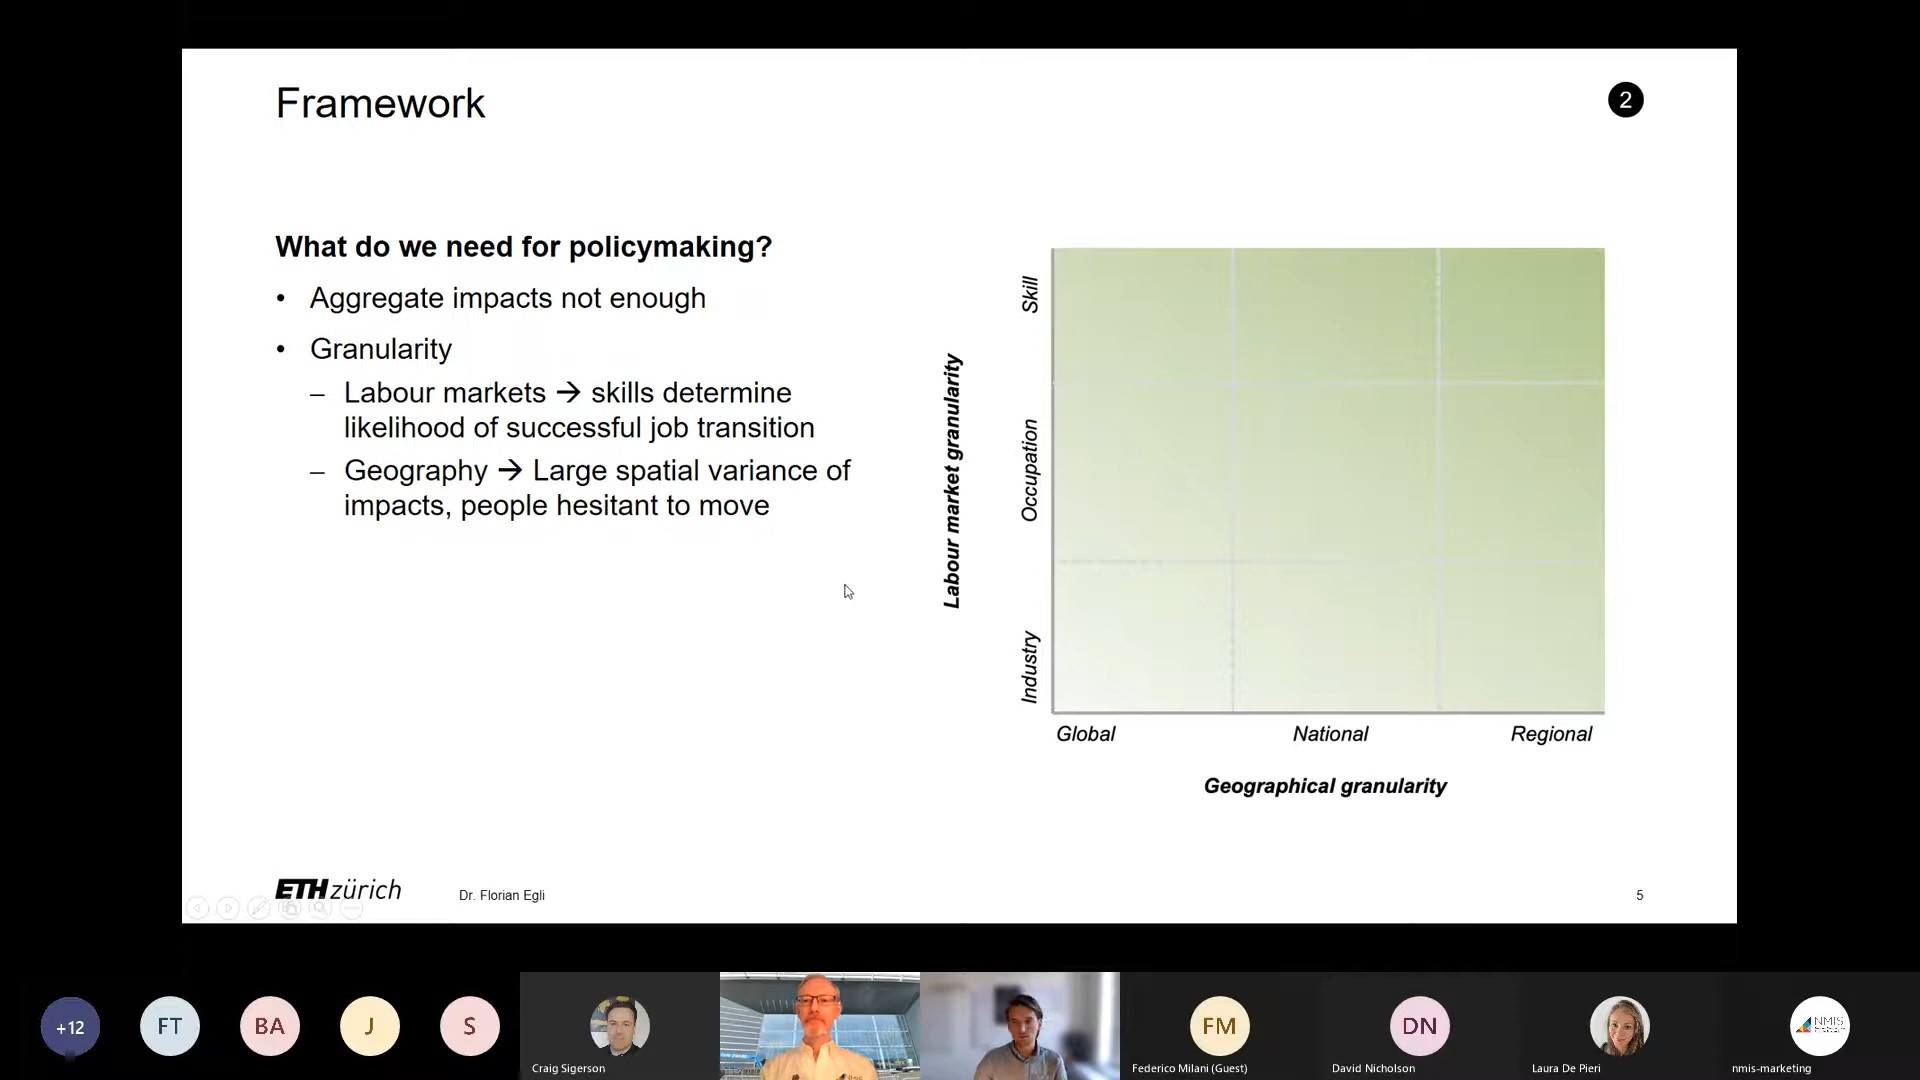 Framework
2
What do we need for policymaking?
• Aggregate impacts not enough
• Granularity
– Labour markets → skills determine
likelihood of successful job transition
– Geography → Large spatial variance of
impacts, people hesitant to move
Labour market granularity
Skill
Occupation
Industry
Global
National
Regional
Geographical granularity
ETH zürich
Dr. Florian Egli
5
+12
FT
BA
J
S
Craig Sigerson
FM
Federico Milani (Guest)
DN
David Nicholson
Laura De Pieri
NMIS
nmis-marketing